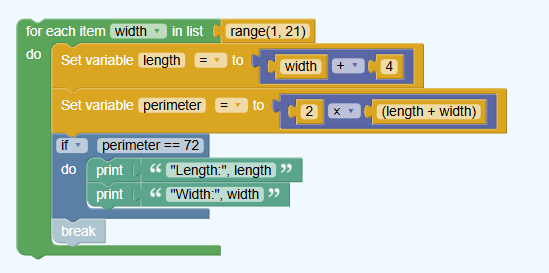 for each item width in list range(1, 21)
do Set variable length = to width + 4
Set variable perimeter = to 2 x (length + width)
if perimeter == 72
do print “ "Length:", length ”
print “ "Width:", width ”
break